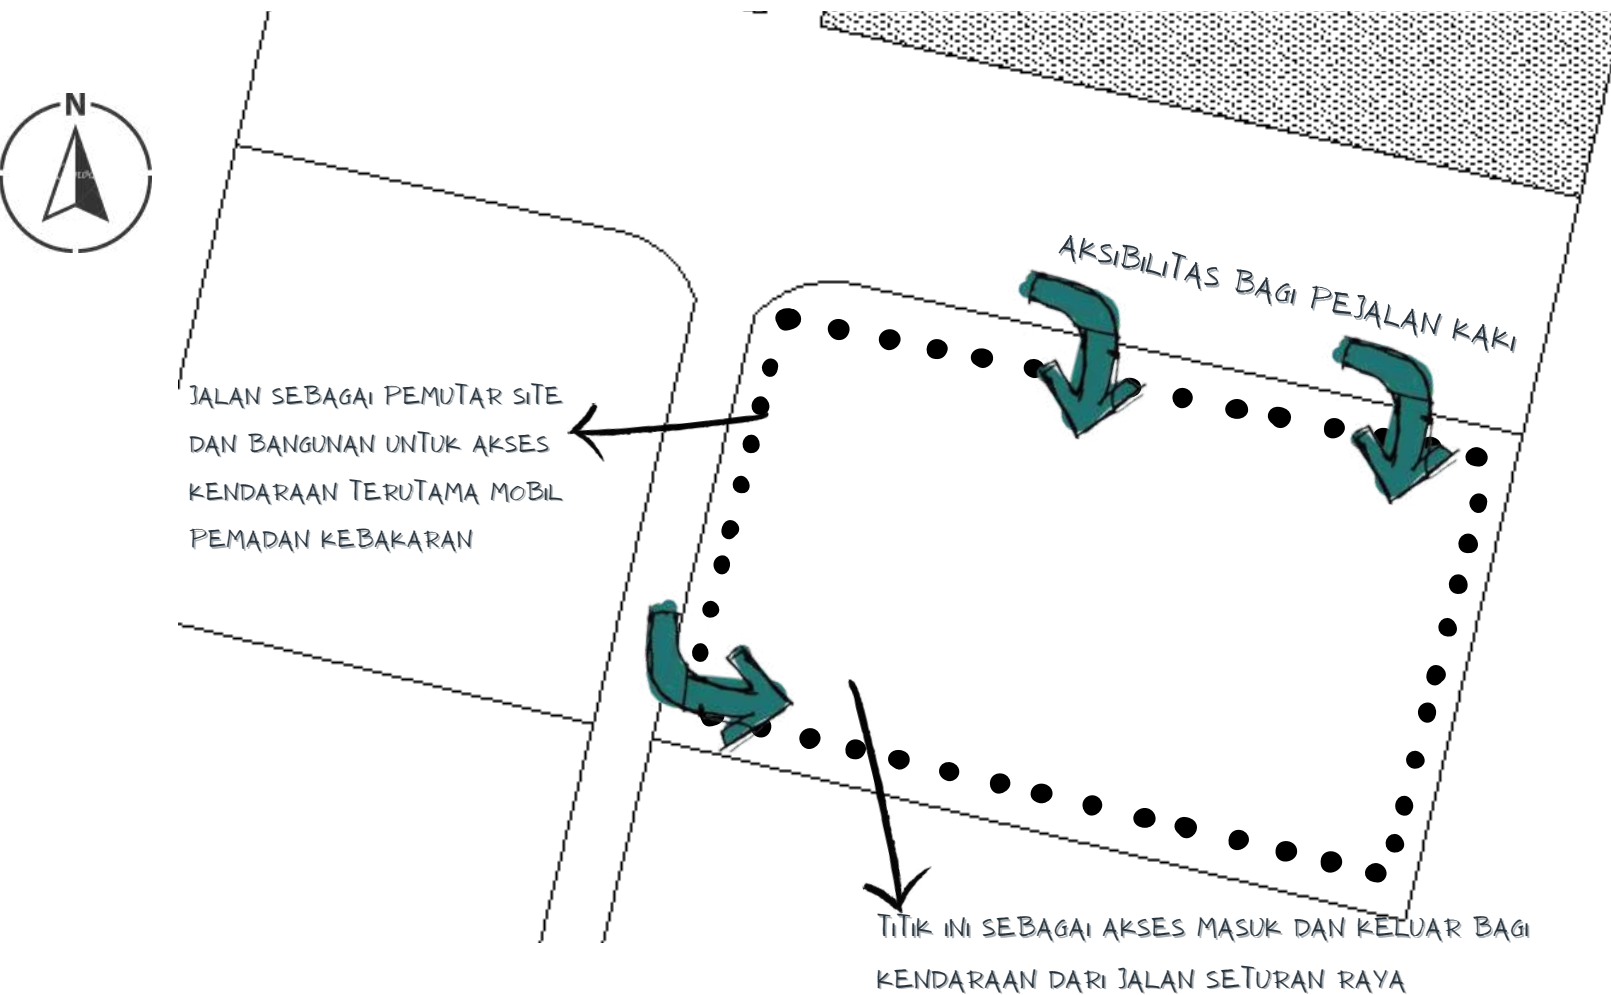 N
AKSIBILITAS BAGI PEJALAN KAKI
JALAN SEBAGAI PEMUTAR SITE
DAN BANGUNAN UNTUK AKSES
KENDARAAN TERUTAMA MOBIL
PEMADAN KEBAKARAN
TITIK INI SEBAGAI AKSES MASUK DAN KELUAR BAGI
KENDARAAN DARI JALAN SETURAN RAYA